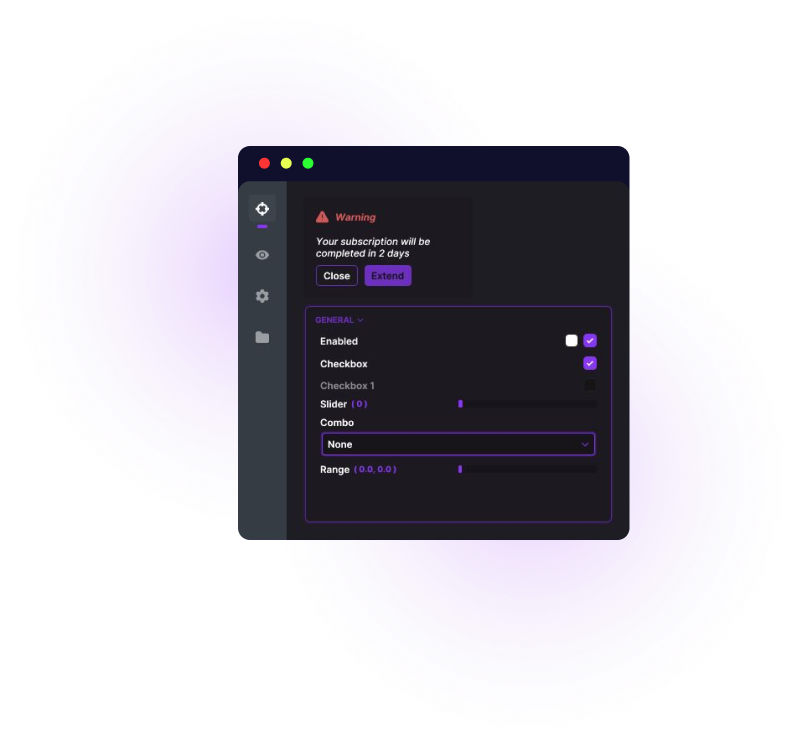 Warning
Your subscription will be
completed in 2 days
Close Extend
GENERAL
Enabled
Checkbox
Checkbox 1
Slider ( 0 )
Combo
None
Range ( 0.0, 0.0 )